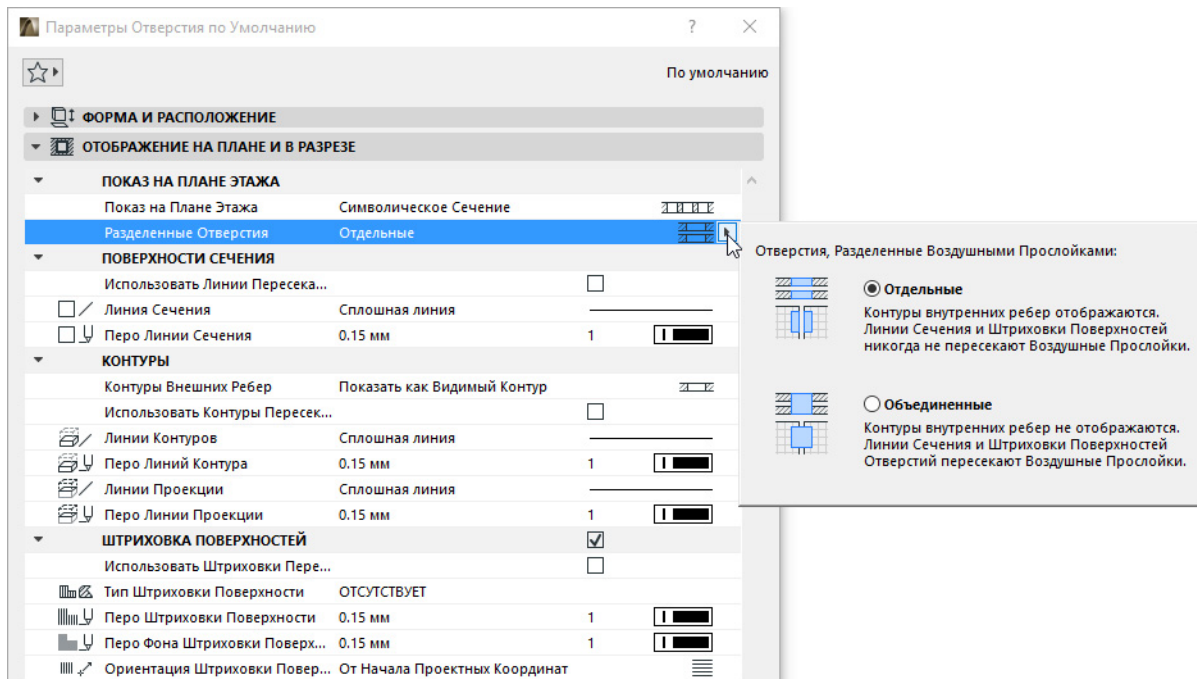 Параметры Отверстия по Умолчанию ?
По умолчанию
ФОРМА И РАСПОЛОЖЕНИЕ
ОТОБРАЖЕНИЕ НА ПЛАНЕ И В РАЗРЕЗЕ
ПОКАЗ НА ПЛАНЕ ЭТАЖА
Показ на Плане Этажа Символическое Сечение
Разделенные Отверстия Отдельные
ПОВЕРХНОСТИ СЕЧЕНИЯ
Использовать Линии Пересека...
Линия Сечения Сплошная линия
Перо Линии Сечения 0.15 мм 1
КОНТУРЫ
Контуры Внешних Ребер Показать как Видимый Контур
Использовать Контуры Пересек...
Линии Контуров Сплошная линия
Перо Линий Контура 0.15 мм 1
Линии Проекции Сплошная линия
Перо Линии Проекции 0.15 мм 1
ШТРИХОВКА ПОВЕРХНОСТЕЙ
Использовать Штриховки Пере...
Тип Штриховки Поверхности ОТСУТСТВУЕТ
Перо Штриховки Поверхности 0.15 мм 1
Перо Фона Штриховки Поверх... 0.15 мм 1
Ориентация Штриховки Повер... От Начала Проектных Координат
Отверстия, Разделенные Воздушными Прослойками:
Отдельные
Контуры внутренних ребер отображаются.
Линии Сечения и Штриховки Поверхностей
никогда не пересекают Воздушные Прослойки.
Объединенные
Контуры внутренних ребер не отображаются.
Линии Сечения и Штриховки Поверхностей
Отверстий пересекают Воздушные Прослойки.